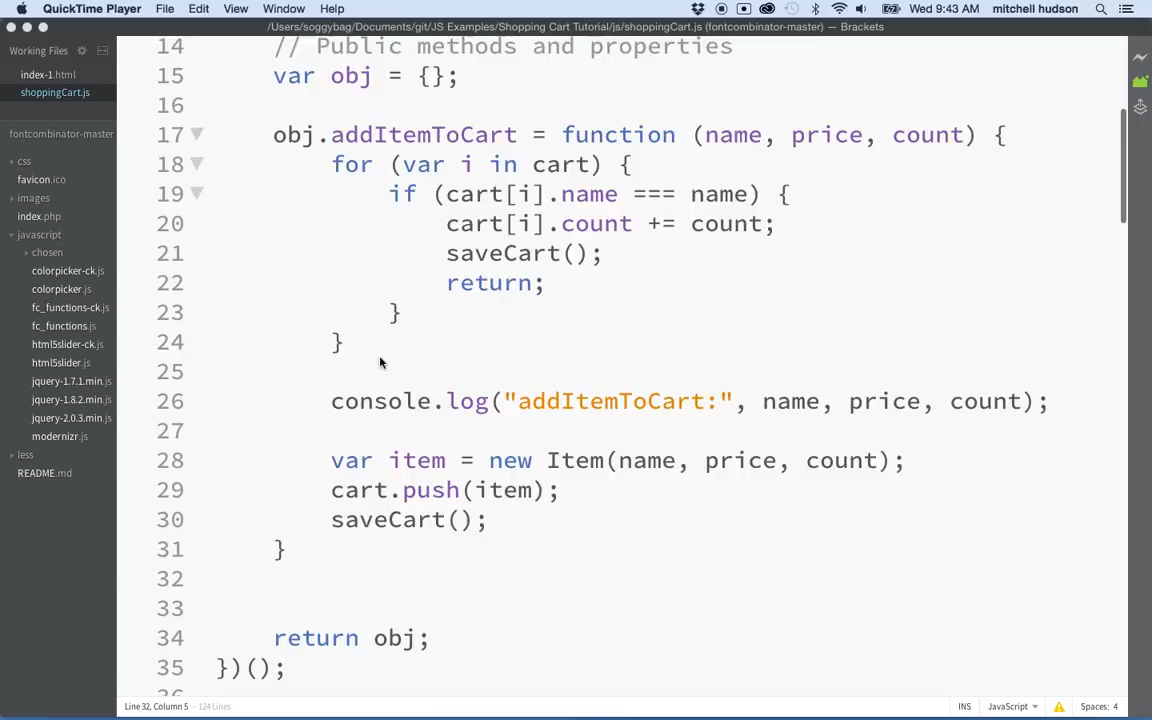 QuickTime Player File Edit View Window Help Wed 9:43 AM mitchell hudson
/Users/soggybag/Documents/git/JS Examples/Shopping Cart Tutorial/js/shoppingCart.js (fontcombinator-master) — Brackets
Working Files
index-1.html
shoppingCart.js
fontcombinator-master
css
favicon.ico
images
index.php
javascript
chosen
colorpicker-ck.js
colorpicker.js
fc_functions-ck.js
fc_functions.js
html5slider-ck.js
html5slider.js
jquery-1.7.1.min.js
jquery-1.8.2.min.js
jquery-2.0.3.min.js
modernizr.js
less
README.md
14 // Public methods and properties
15 var obj = {};
16
17 obj.addItemToCart = function (name, price, count) {
18 for (var i in cart) {
19 if (cart[i].name === name) {
20 cart[i].count += count;
21 saveCart();
22 return;
23 }
24 }
25
26 console.log("addItemToCart:", name, price, count);
27
28 var item = new Item(name, price, count);
29 cart.push(item);
30 saveCart();
31 }
32
33
34 return obj;
35 })();
Line 32, Column 5 — 124 Lines INS JavaScript Spaces: 4